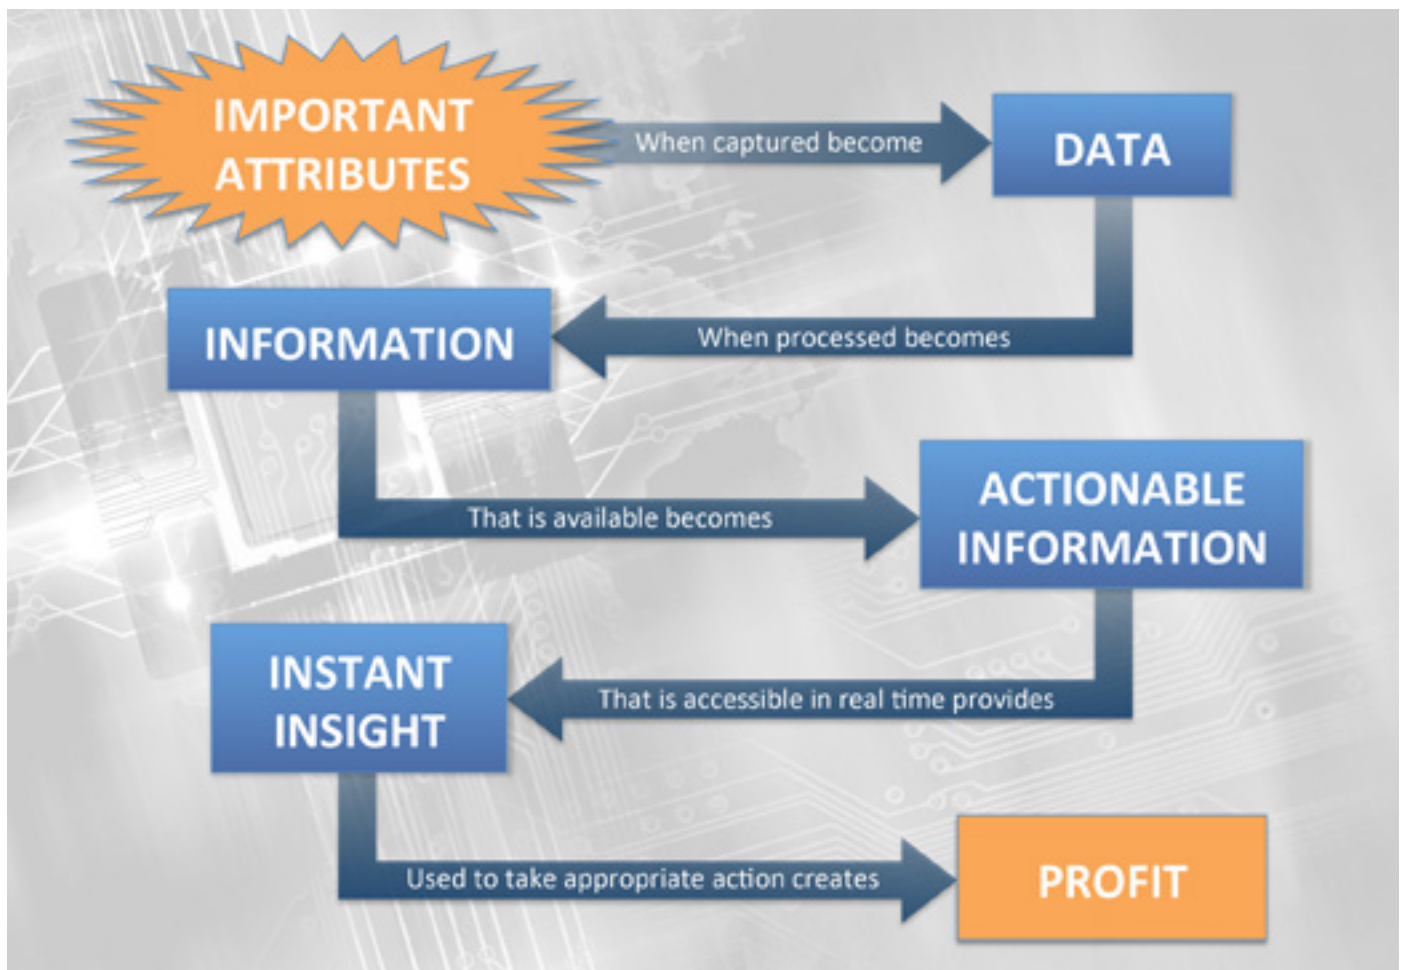 IMPORTANT
ATTRIBUTES
When captured become
DATA
When processed becomes
INFORMATION
That is available becomes
ACTIONABLE
INFORMATION
That is accessible in real time provides
INSTANT
INSIGHT
Used to take appropriate action creates
PROFIT